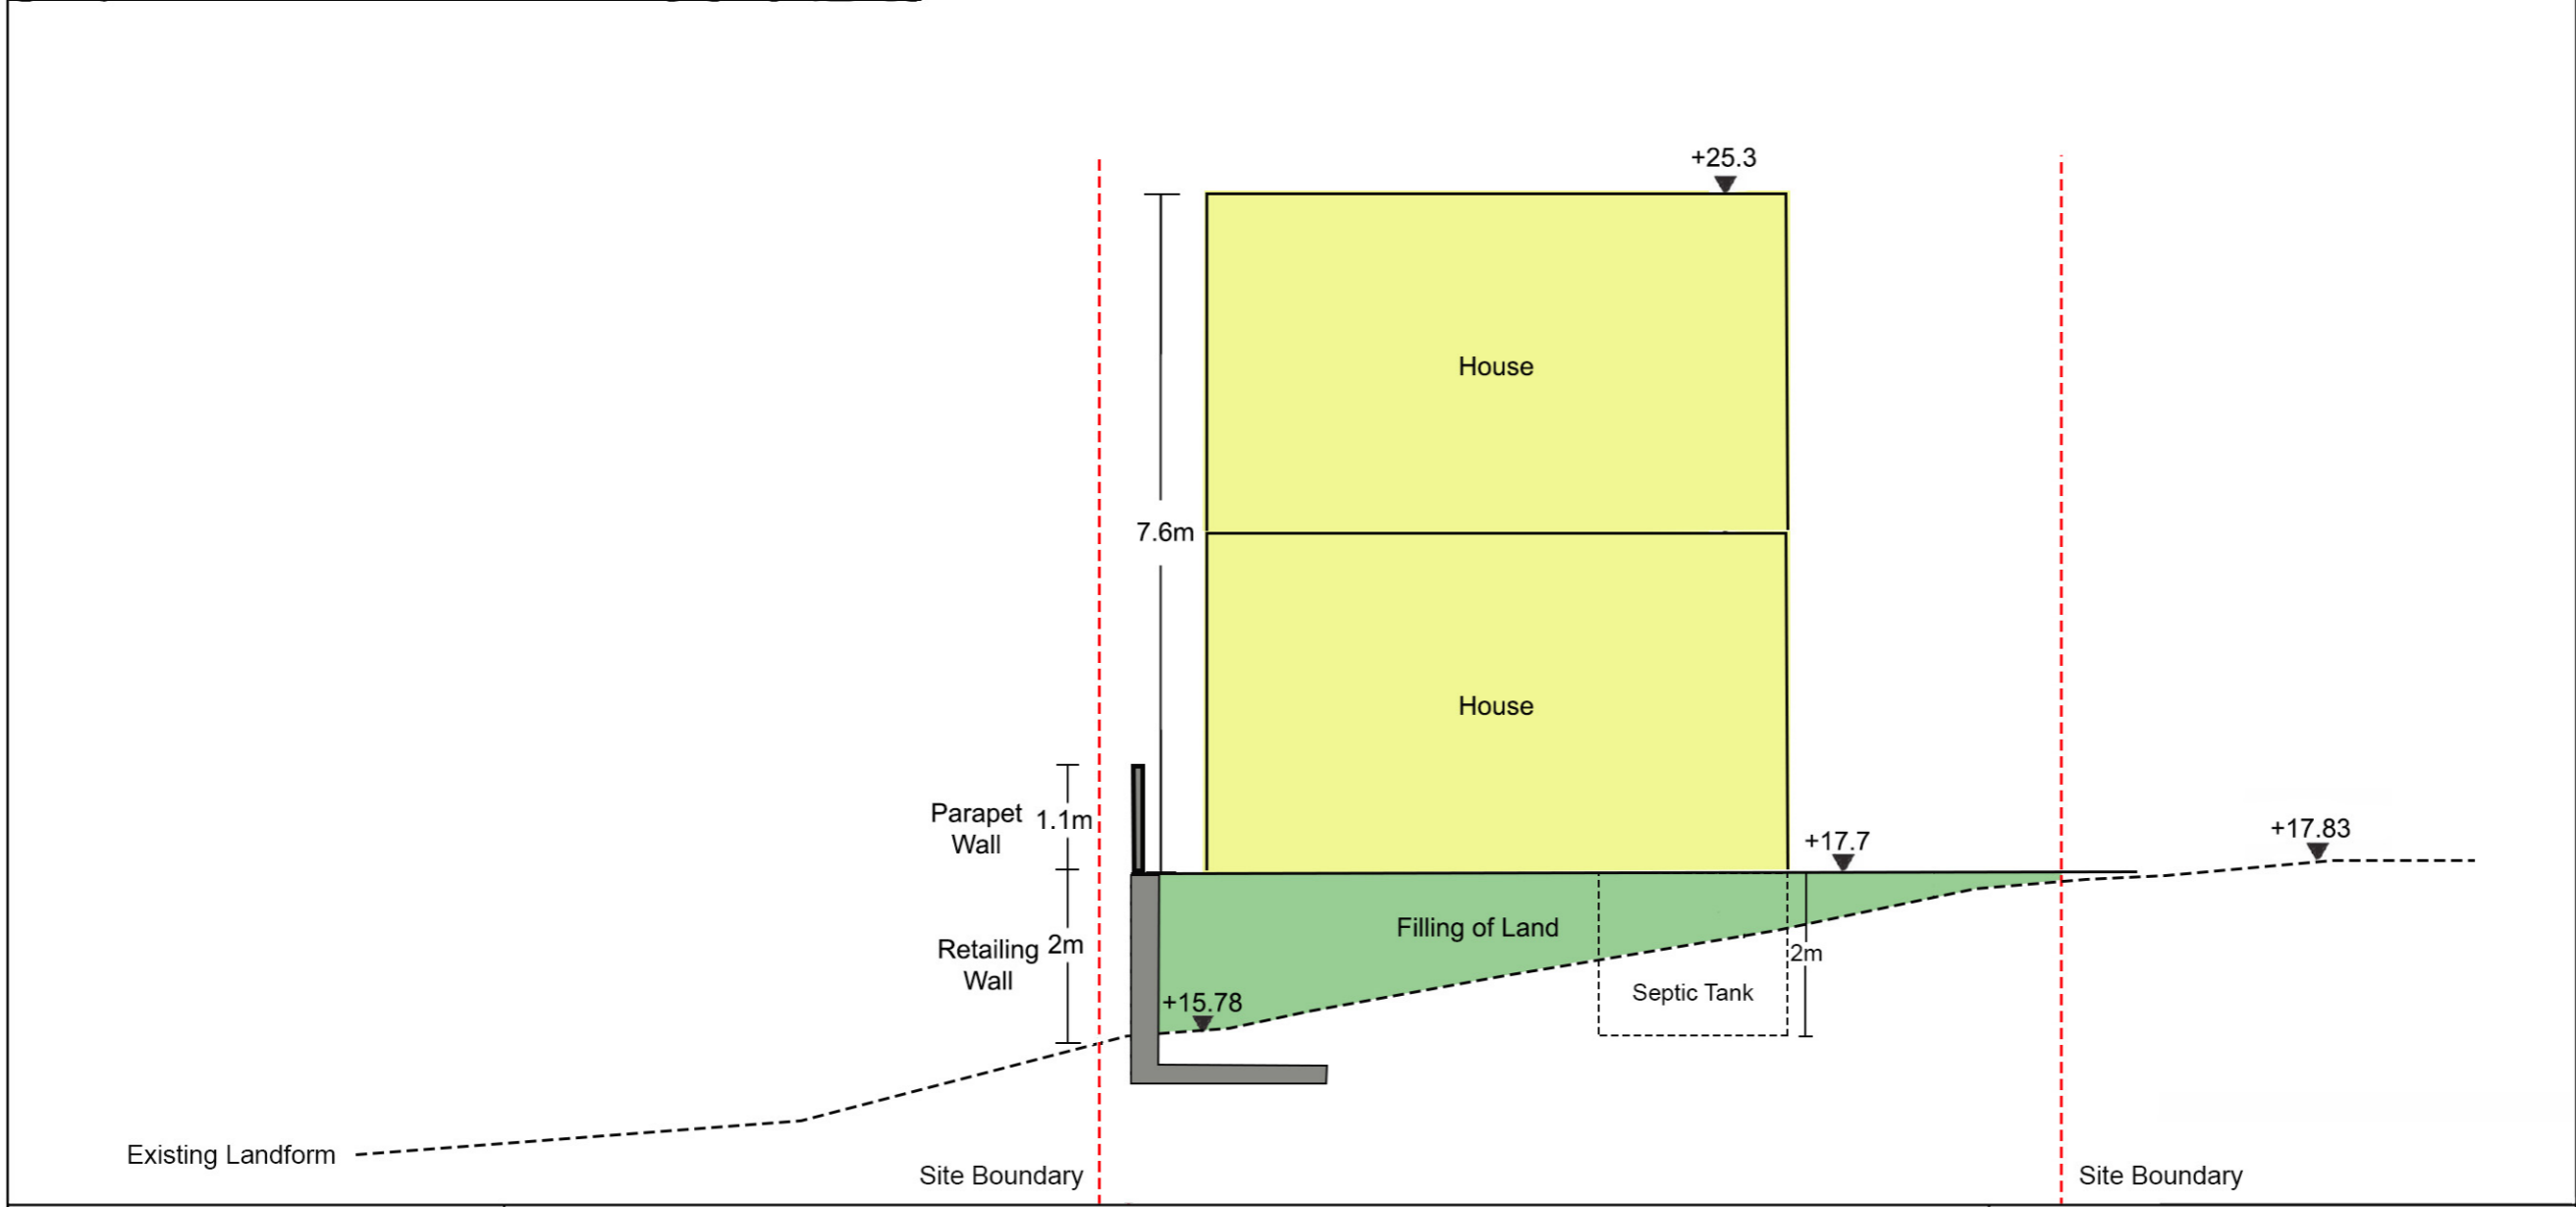 +25.3
House
7.6m
House
Parapet
Wall
1.1m
+17.7
+17.83
Retailing
Wall
2m
Filling of Land
2m
Septic Tank
+15.78
Existing Landform
Site Boundary
Site Boundary